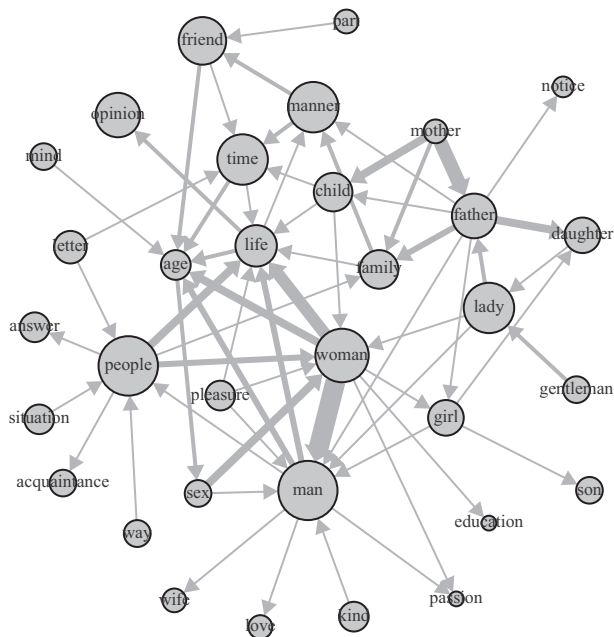 part
friend
notice
opinion
manner
mother
mind
time
child
father
letter
life
daughter
age
family
lady
answer
people
woman
pleasure
gentleman
situation
girl
acquaintance
sex
man
son
education
way
wife
passion
love
kind